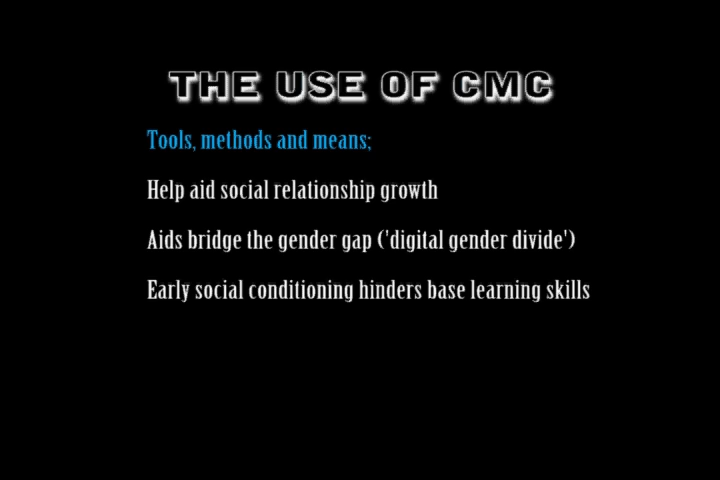 THE USE OF CMC
Tools, methods and means;
Help aid social relationship growth
Aids bridge the gender gap ('digital gender divide')
Early social conditioning hinders base learning skills